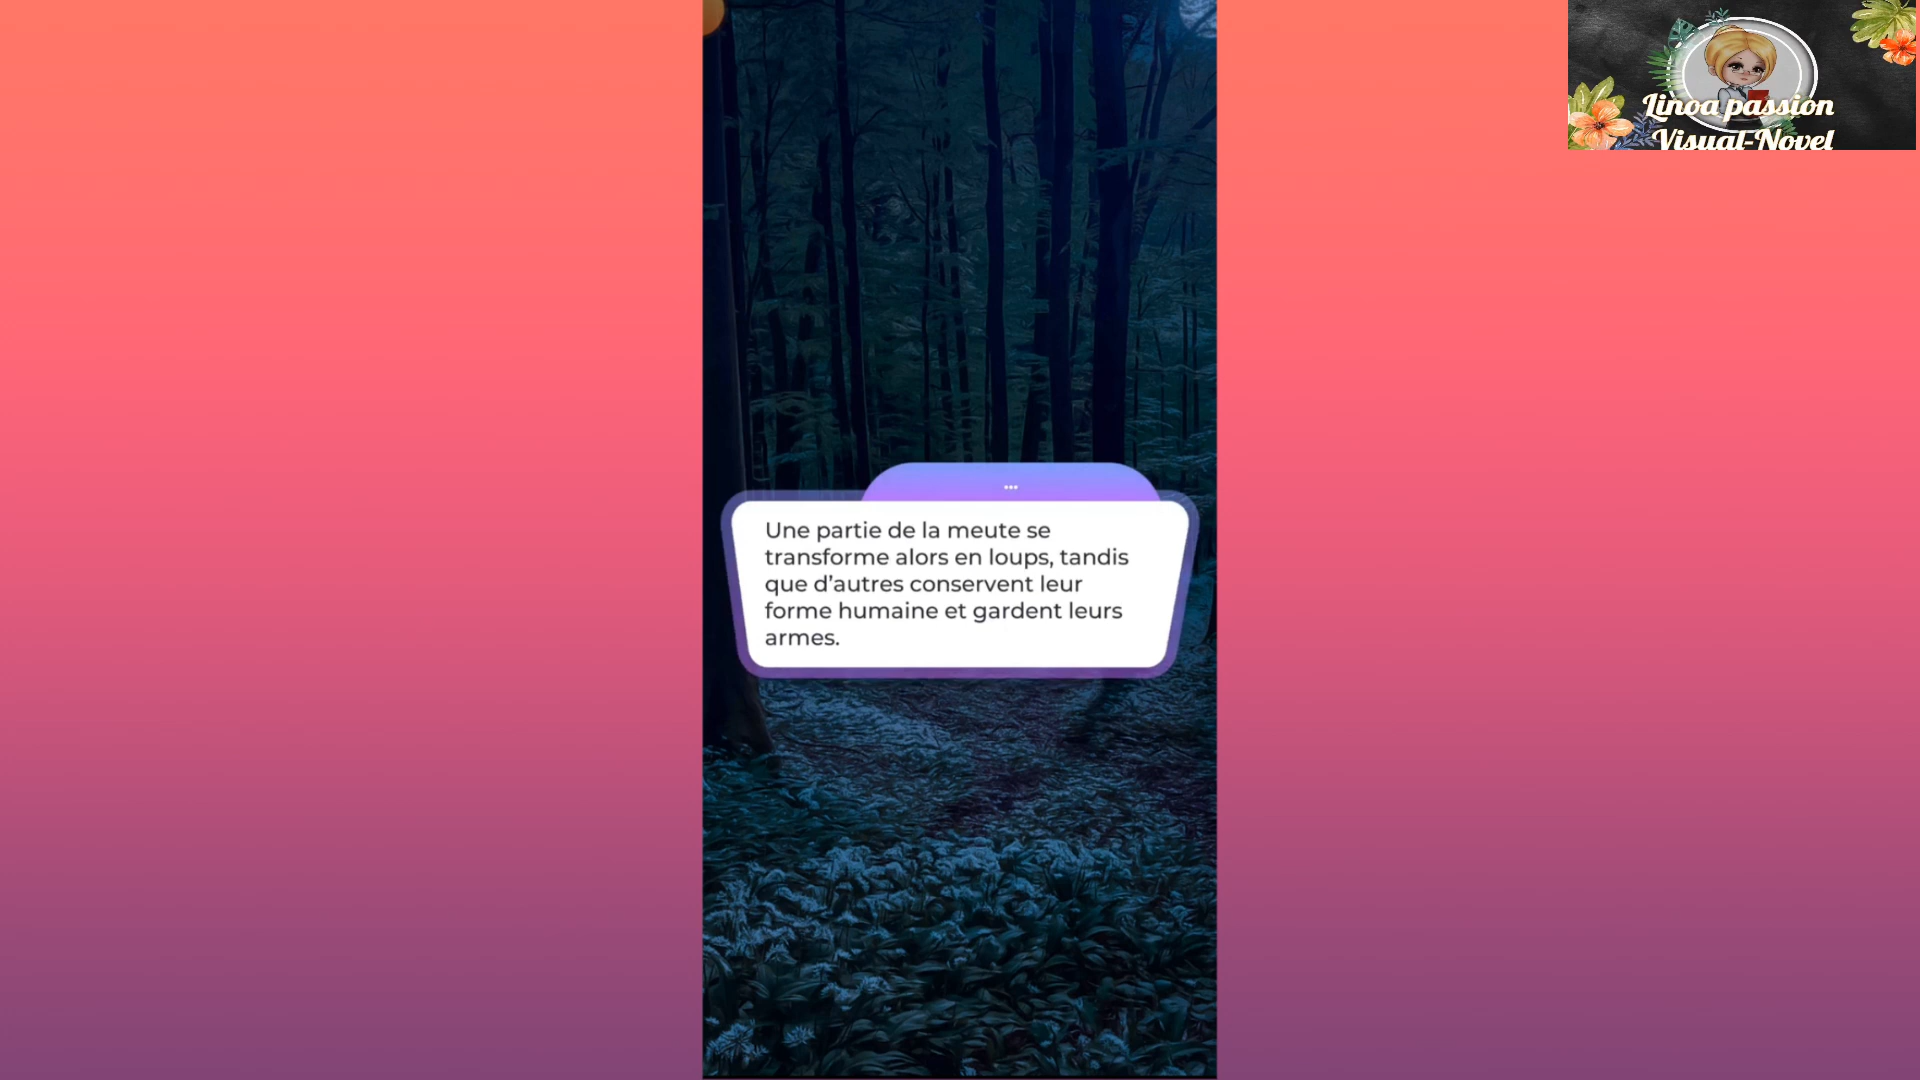 Linoa passion
Visual-Novel
...
Une partie de la meute se
transforme alors en loups, tandis
que d’autres conservent leur
forme humaine et gardent leurs
armes.